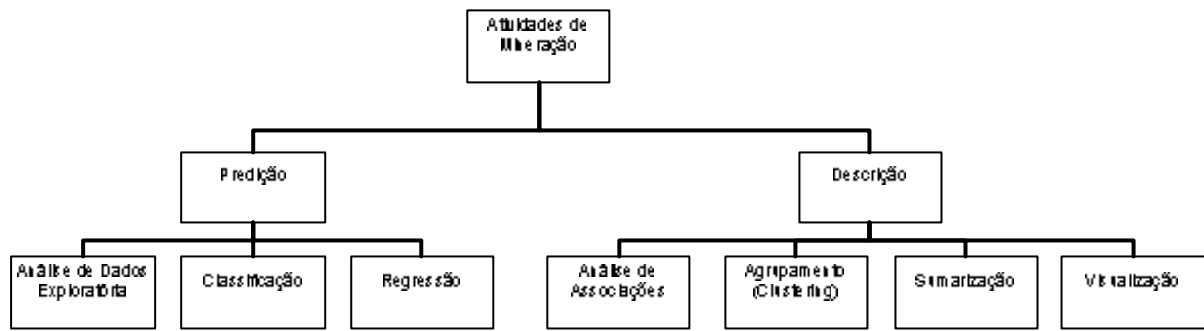 Atividades de
Mineração
Predição
Descrição
Análise de Dados
Exploratória
Classificação
Regressão
Análise de
Associações
Agrupamento
(Clustering)
Sumarização
Visualização